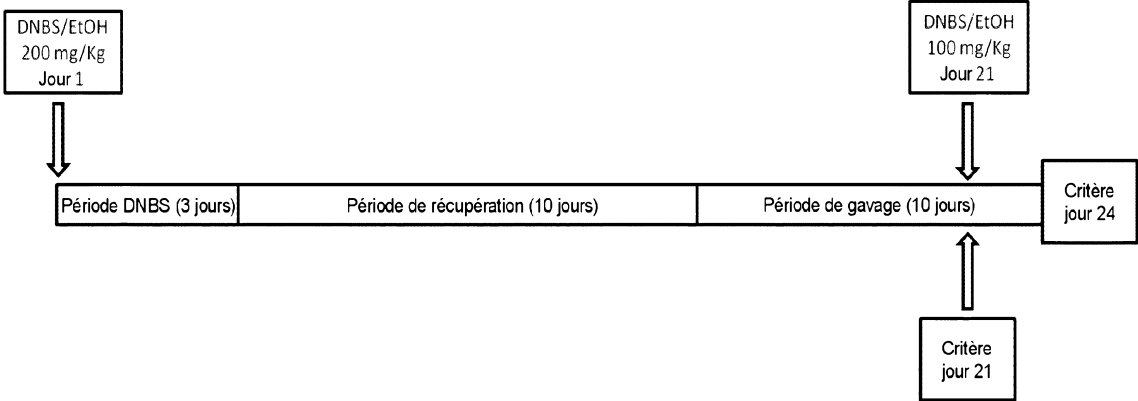 DNBS/EtOH
200 mg/Kg
Jour 1
DNBS/EtOH
100 mg/Kg
Jour 21
Période DNBS (3 jours)
Période de récupération (10 jours)
Période de gavage (10 jours)
Critère
jour 24
Critère
jour 21